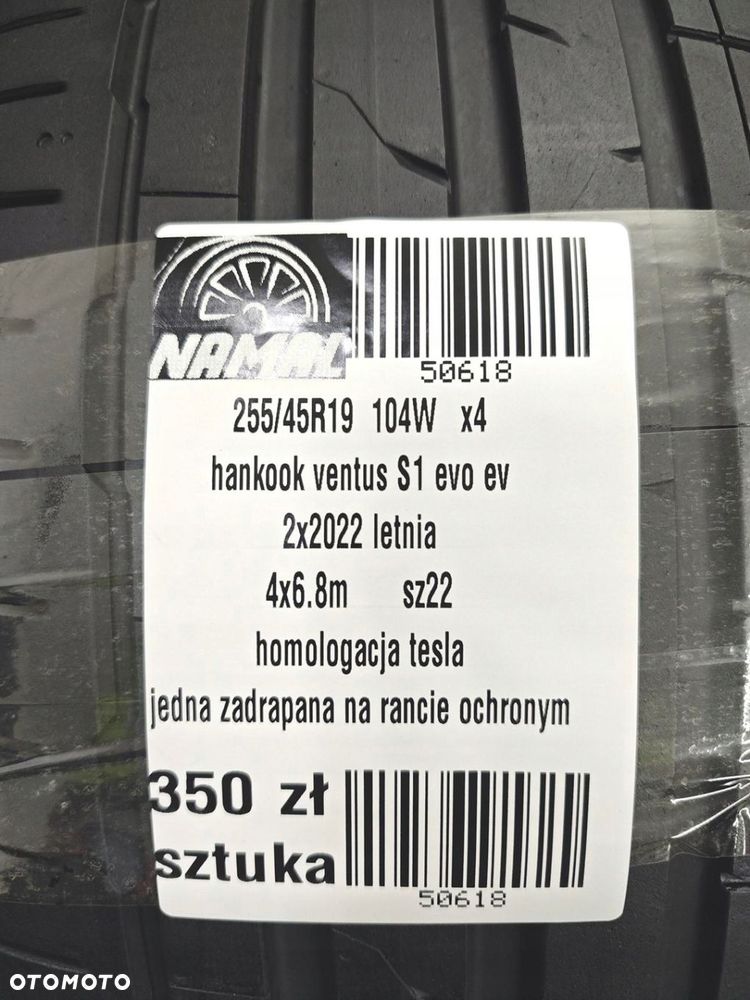 NAMAL
50618
255/45R19 104W x4
hankook ventus S1 evo ev
2x2022 letnia
4x6.8m sz22
homologacja tesla
jedna zadrapana na rancie ochronym
350 zł
sztuka
50618
OTOMOTO